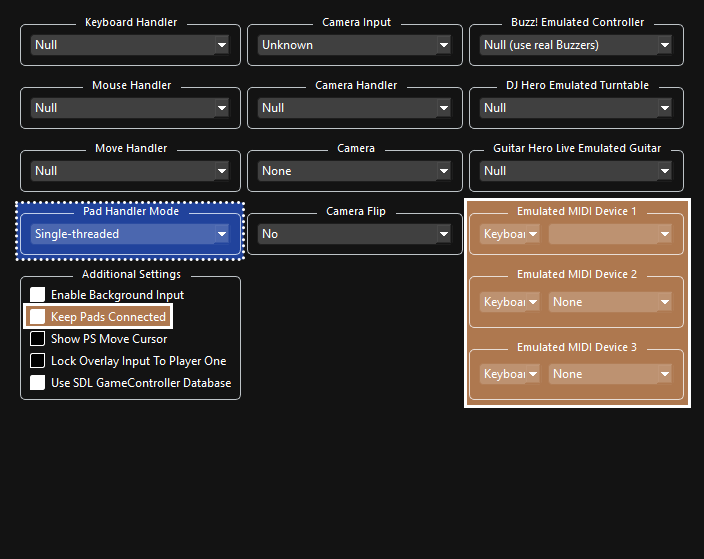 Keyboard Handler
Null
Camera Input
Unknown
Buzz! Emulated Controller
Null (use real Buzzers)
Mouse Handler
Null
Camera Handler
Null
DJ Hero Emulated Turntable
Null
Move Handler
Null
Camera
None
Guitar Hero Live Emulated Guitar
Null
Pad Handler Mode
Single-threaded
Camera Flip
No
Emulated MIDI Device 1
Keyboa
Additional Settings
Enable Background Input
Keep Pads Connected
Show PS Move Cursor
Lock Overlay Input To Player One
Use SDL GameController Database
Emulated MIDI Device 2
Keyboa
None
Emulated MIDI Device 3
Keyboa
None